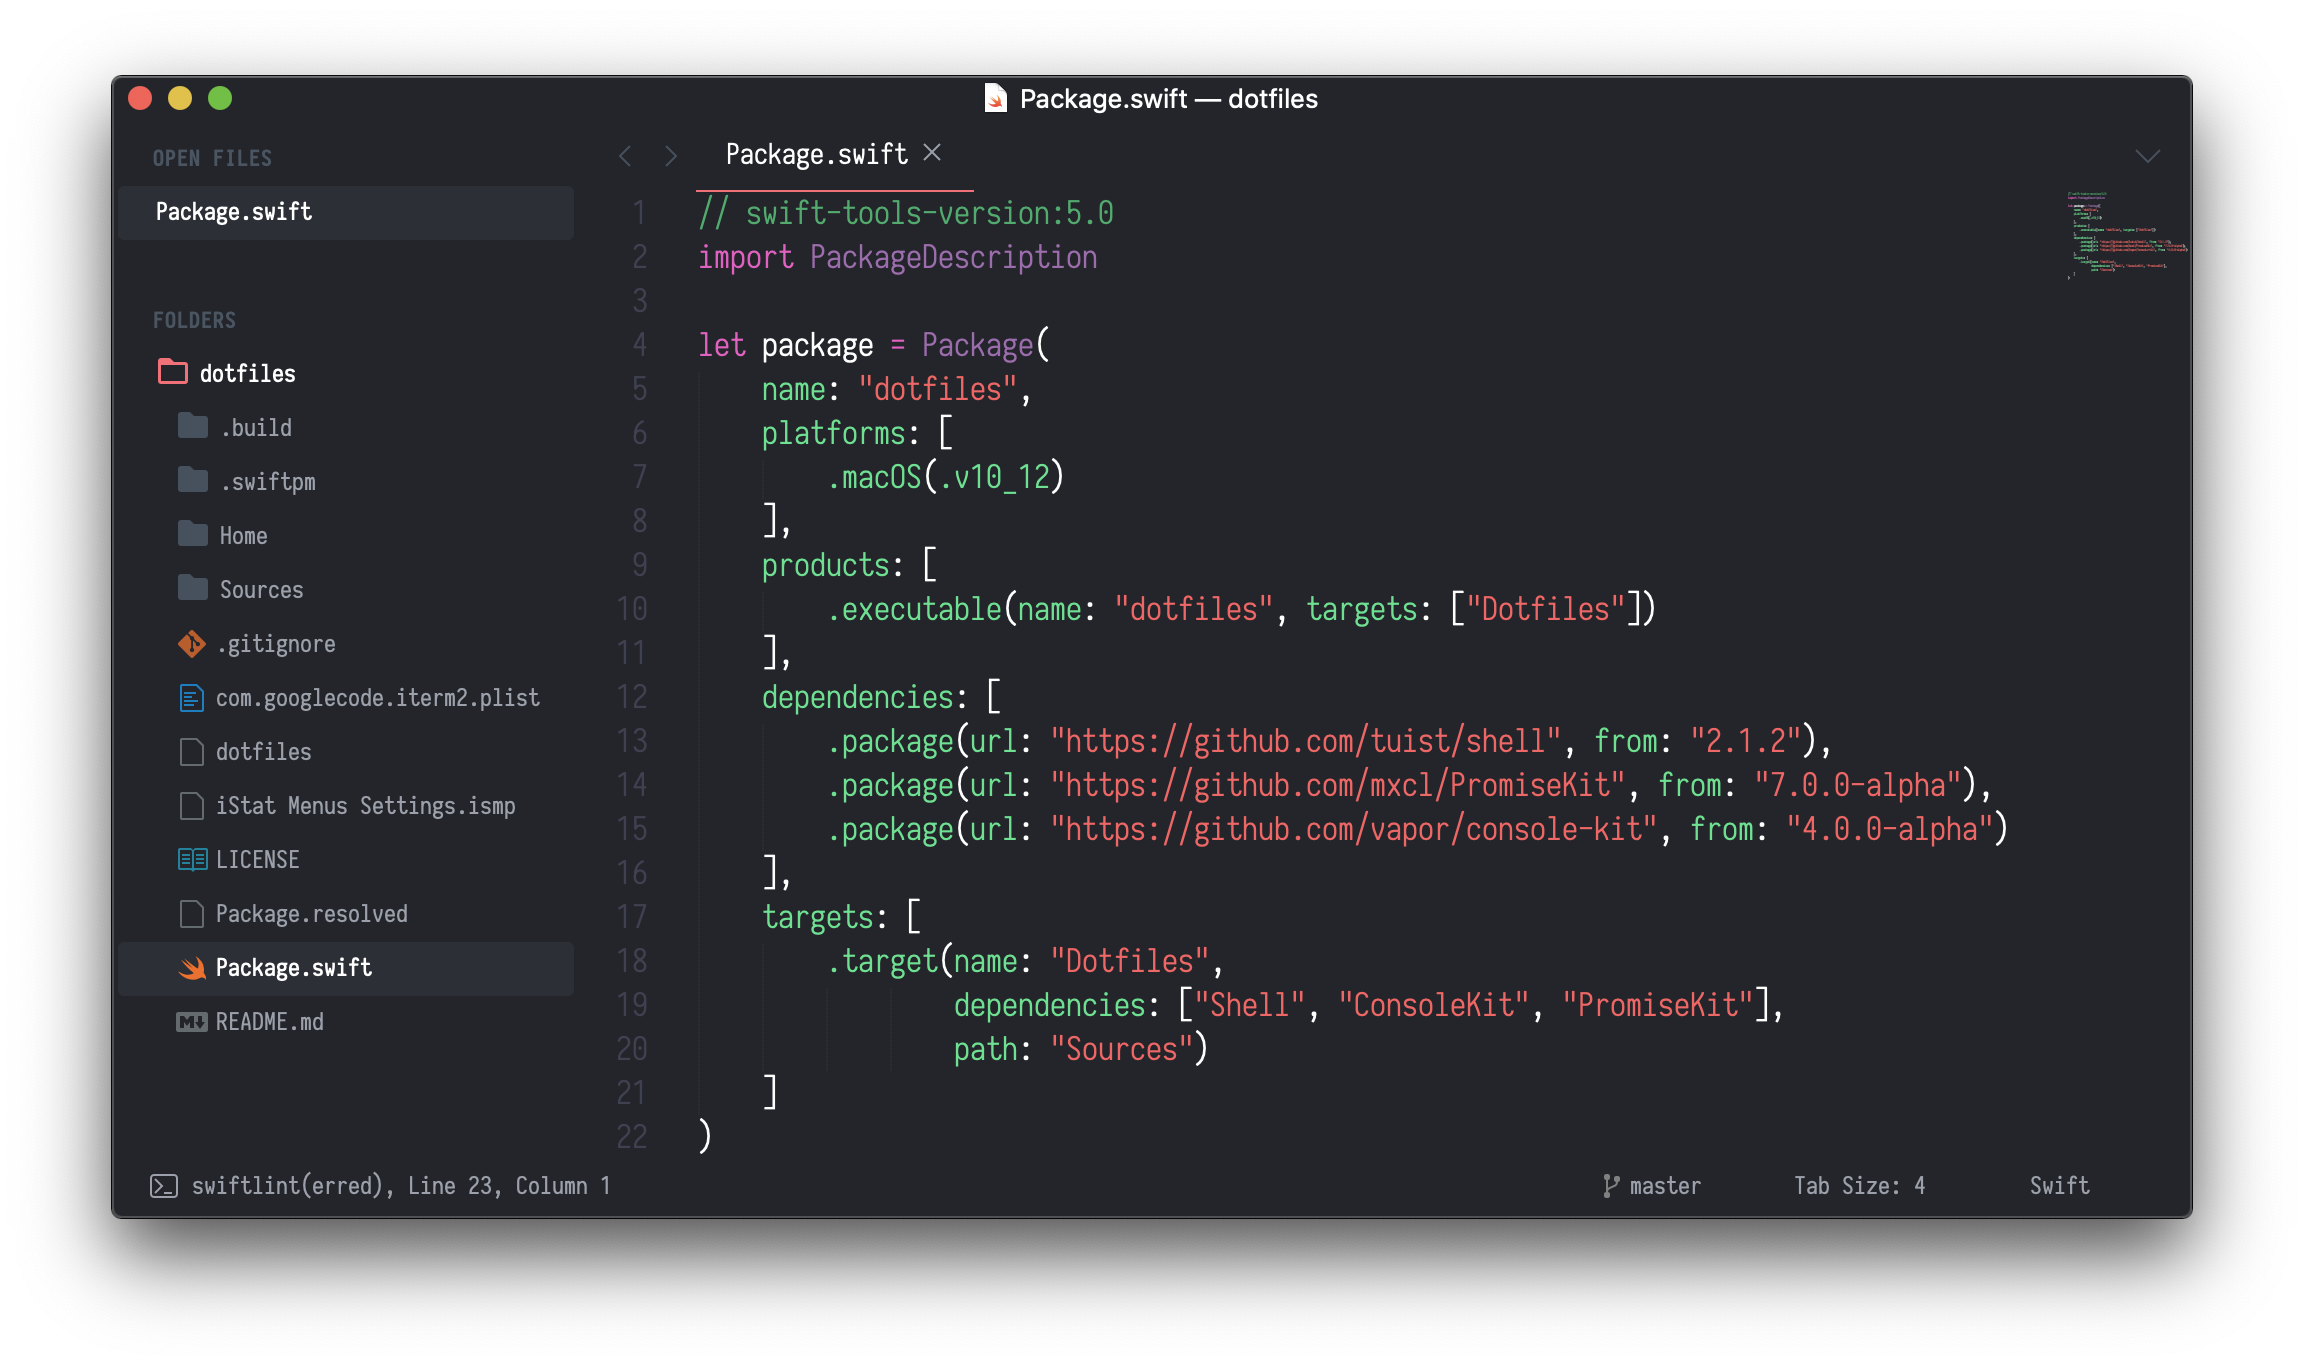 Package.swift — dotfiles
OPEN FILES
Package.swift
FOLDERS
dotfiles
.build
.swiftpm
Home
Sources
.gitignore
com.googlecode.iterm2.plist
dotfiles
iStat Menus Settings.ismp
LICENSE
Package.resolved
Package.swift
README.md
Package.swift
1 // swift-tools-version:5.0
2 import PackageDescription
3
4 let package = Package(
5     name: "dotfiles",
6     platforms: [
7         .macOS(.v10_12)
8     ],
9     products: [
10         .executable(name: "dotfiles", targets: ["Dotfiles"])
11     ],
12     dependencies: [
13         .package(url: "https://github.com/tuist/shell", from: "2.1.2"),
14         .package(url: "https://github.com/mxcl/PromiseKit", from: "7.0.0-alpha"),
15         .package(url: "https://github.com/vapor/console-kit", from: "4.0.0-alpha")
16     ],
17     targets: [
18         .target(name: "Dotfiles",
19                 dependencies: ["Shell", "ConsoleKit", "PromiseKit"],
20                 path: "Sources")
21     ]
22 )
swiftlint(erred), Line 23, Column 1
master
Tab Size: 4
Swift